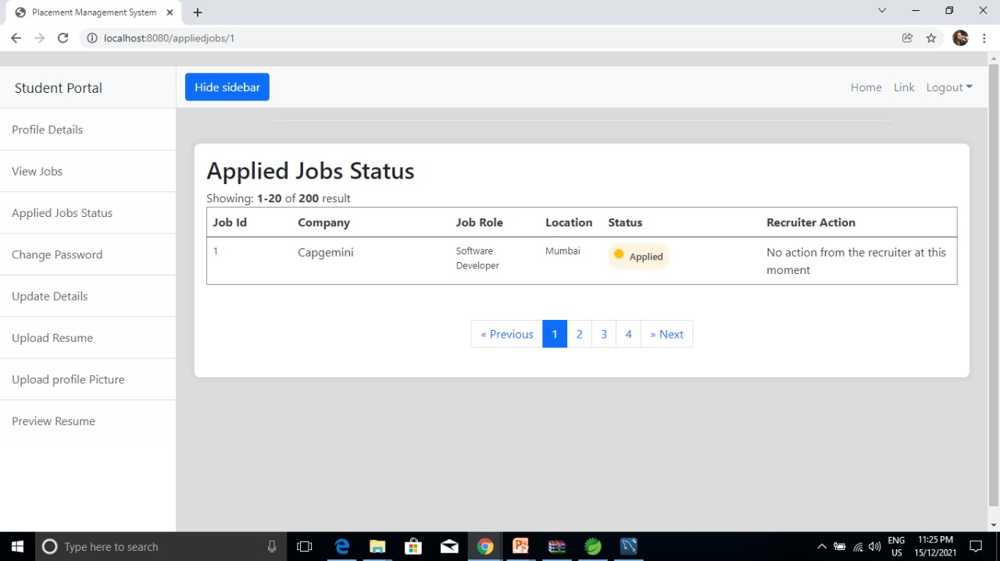 Placement Management System
localhost:8080/appliedjobs/1
Student Portal
Hide sidebar
Home Link Logout
Profile Details
View Jobs
Applied Jobs Status
Change Password
Update Details
Upload Resume
Upload profile Picture
Preview Resume
Applied Jobs Status
Showing: 1-20 of 200 result
Job Id Company Job Role Location Status Recruiter Action
1 Capgemini Software Mumbai Applied No action from the recruiter at this
Developer moment
« Previous 1 2 3 4 » Next
Type here to search
ENG 11:25 PM
US 15/12/2021